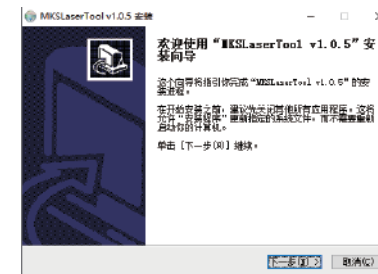 MKSLaserTool v1.0.5 安装
欢迎使用“MKSLaserTool v1.0.5”安
装向导
这个向导将指引你完成“MKSLaserTool v1.0.5”的安
装进程。
在开始安装之前，建议先关闭其他所有应用程序。这将
允许“安装程序”更新指定的系统文件，而不需要重新
启动你的计算机。
单击 [下一步(N)] 继续。
下一步(N) >
取消(C)